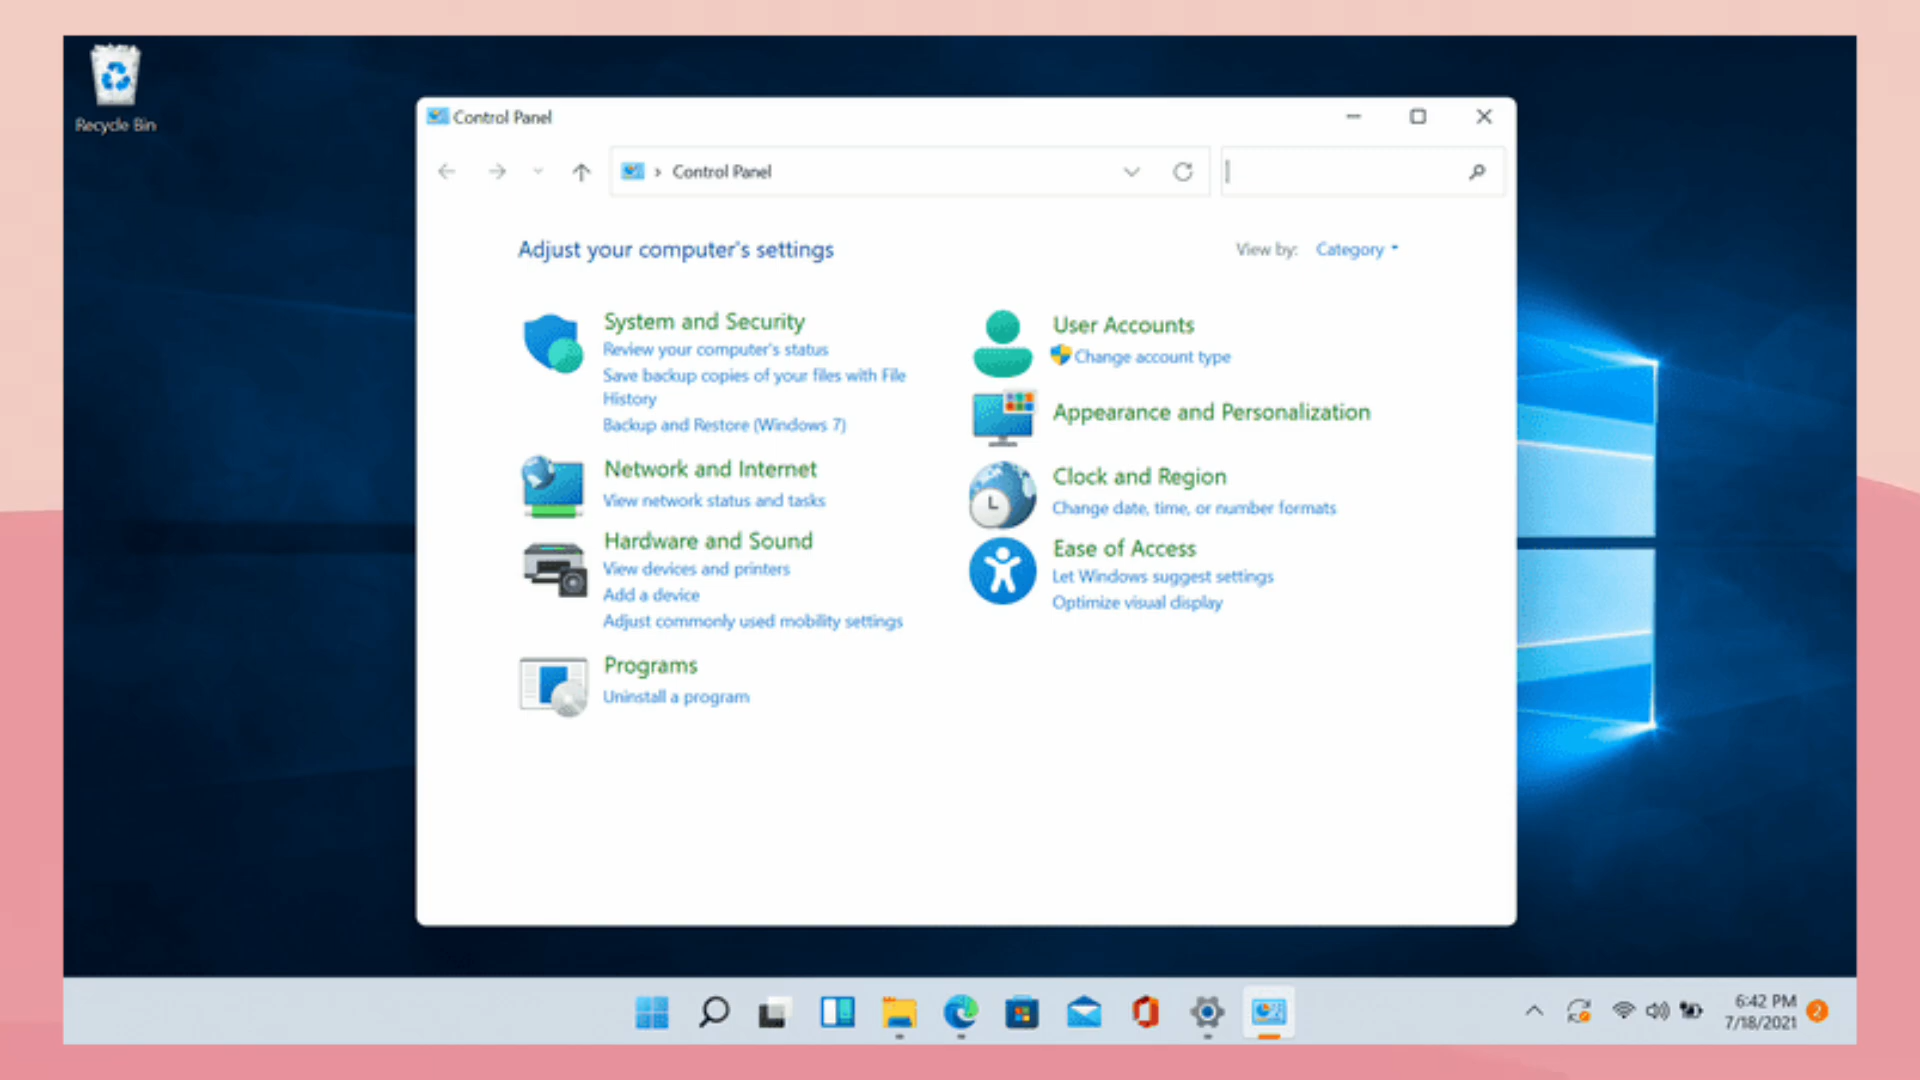 Recycle Bin
Control Panel
Control Panel
Adjust your computer's settings
View by: Category
System and Security
Review your computer's status
Save backup copies of your files with File
History
Backup and Restore (Windows 7)
Network and Internet
View network status and tasks
Hardware and Sound
View devices and printers
Add a device
Adjust commonly used mobility settings
Programs
Uninstall a program
User Accounts
Change account type
Appearance and Personalization
Clock and Region
Change date, time, or number formats
Ease of Access
Let Windows suggest settings
Optimize visual display
6:42 PM
7/18/2021
2